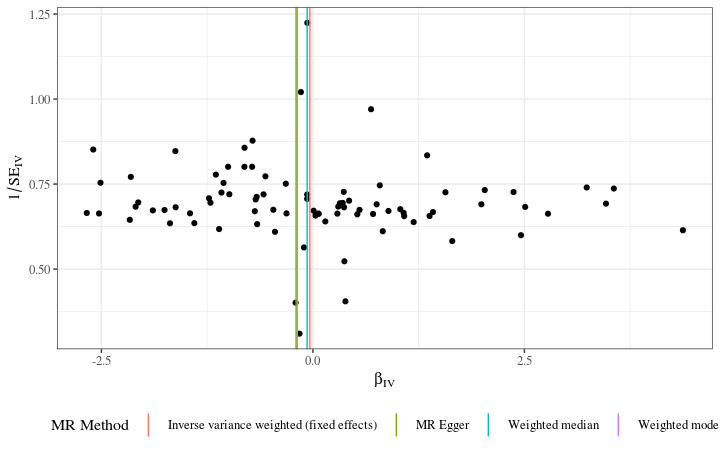 1.25
1.00
0.75
0.50
1/SE_IV
-2.5
0.0
2.5
β_IV
MR Method
Inverse variance weighted (fixed effects)
MR Egger
Weighted median
Weighted mode